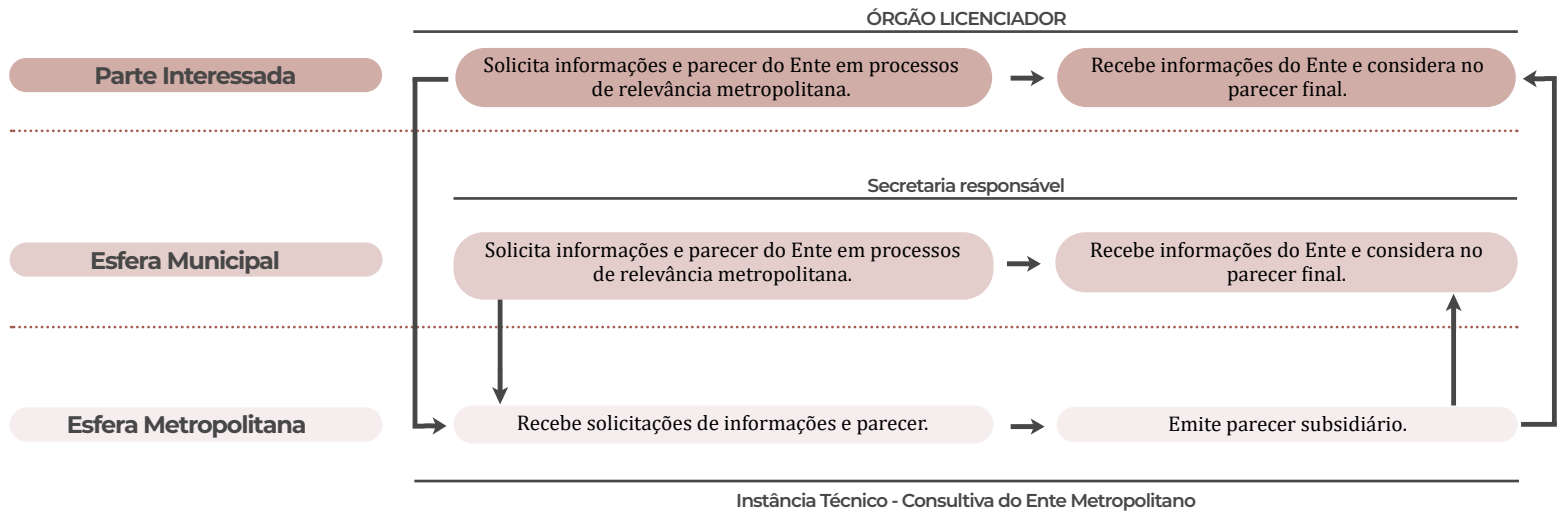 ÓRGÃO LICENCIADOR
Parte Interessada
Solicita informações e parecer do Ente em processos
de relevância metropolitana.
Recebe informações do Ente e considera no
parecer final.
Secretaria responsável
Esfera Municipal
Solicita informações e parecer do Ente em processos
de relevância metropolitana.
Recebe informações do Ente e considera no
parecer final.
Esfera Metropolitana
Recebe solicitações de informações e parecer.
Emite parecer subsidiário.
Instância Técnico - Consultiva do Ente Metropolitano